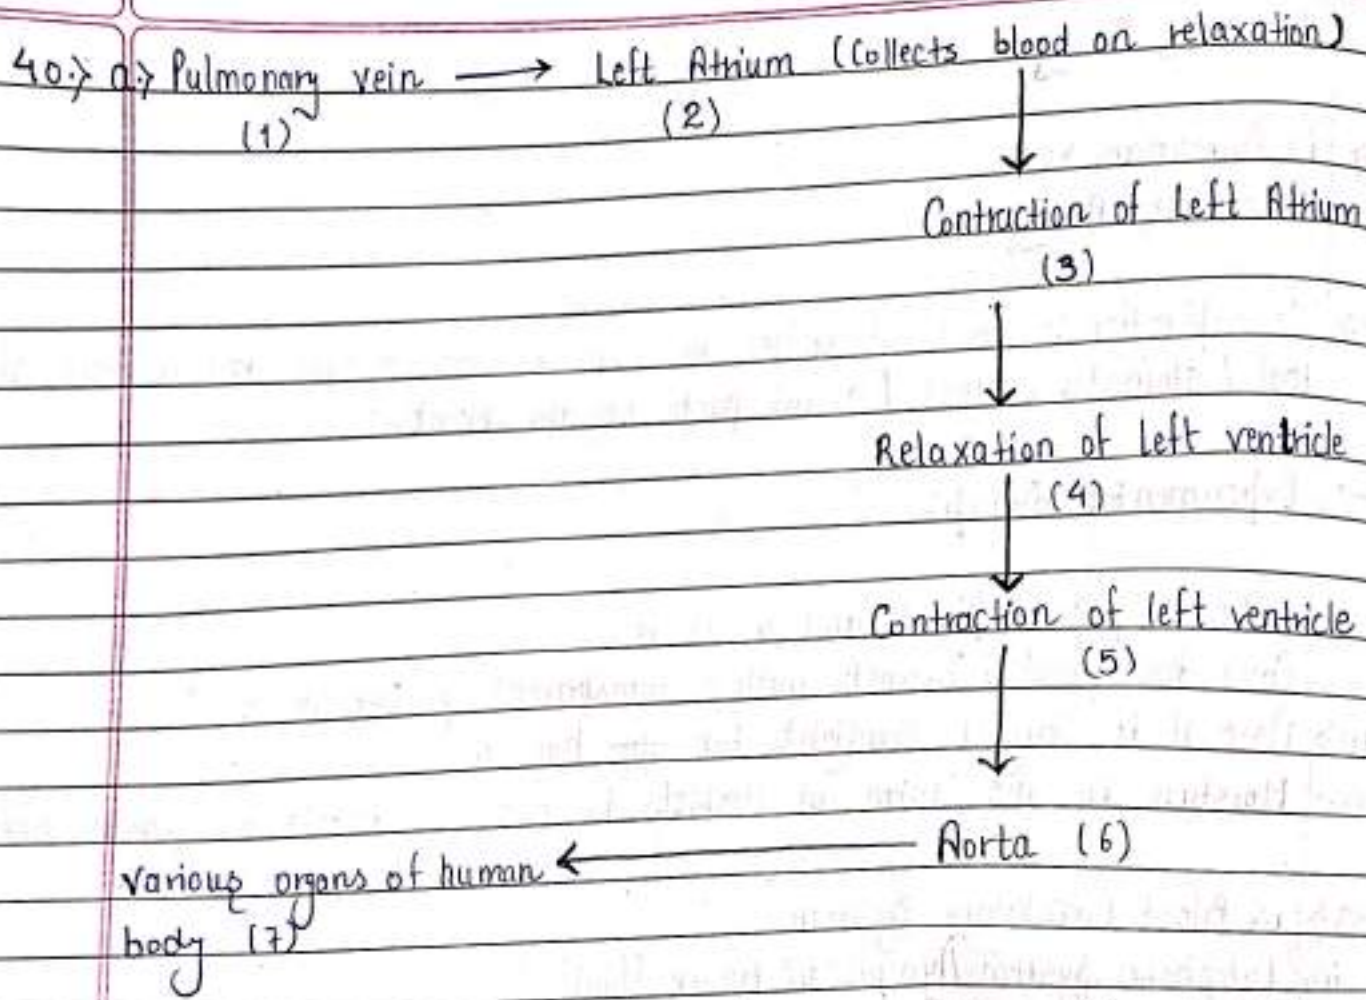 40.> a.> Pulmonary vein → Left Atrium (Collects blood on relaxation)
(1) (2)
↓
Contraction of Left Atrium
(3)
↓
Relaxation of left ventricle
↓ (4)
Contraction of left ventricle
↓ (5)
various organs of human ← Aorta (6)
body (7)